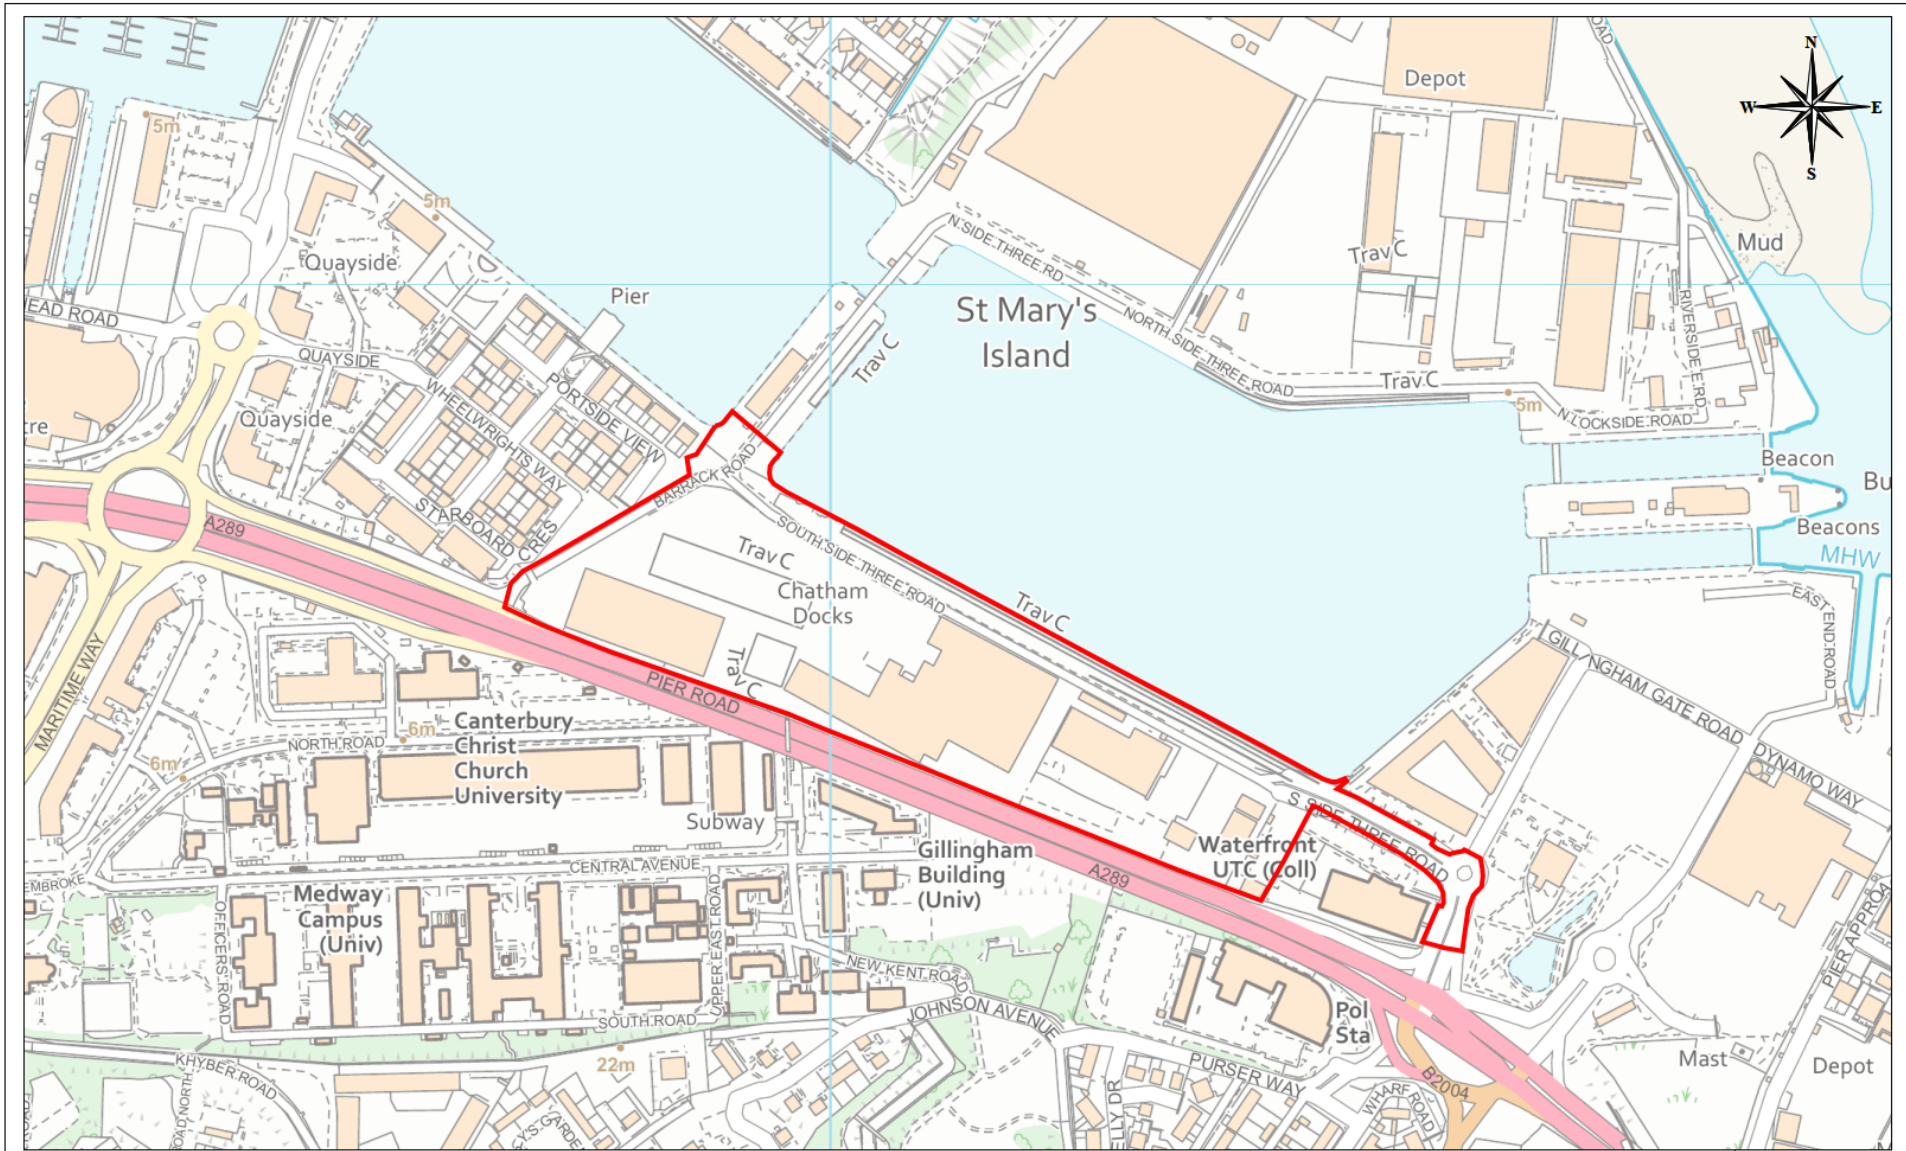 N
W
E
S
Depot
5m
5m
Quayside
N SIDE THREE RD
Trav C
Mud
Pier
St Mary's
Island
EAD ROAD
NORTH SIDE THREE ROAD
RIVERSIDE E RD
QUAYSIDE
Trav C
Trav C
PORTSIDE VIEW
WHEELWRIGHTS WAY
5m
N LOCKSIDE ROAD
Quayside
tre
Beacon
BARRACK ROAD
Bu
STARBOARD CRES
A289
SOUTH SIDE THREE ROAD
Beacons
Trav C
MHW
Chatham
Docks
Trav C
EAST END ROAD
MARITIME WAY
GILLINGHAM GATE ROAD
Trav C
PIER ROAD
Canterbury
Christ
Church
University
6m
NORTH ROAD
6m
DYNAMO WAY
Subway
S SIDE THREE ROAD
Waterfront
UTC (Coll)
Gillingham
Building
(Univ)
CENTRAL AVENUE
A289
EMBROKE
Medway
Campus
(Univ)
OFFICERS ROAD
UPPER EAST ROAD
PIER APPROA
NEW KENT ROAD
JOHNSON AVENUE
SOUTH ROAD
Pol
Sta
22m
KHYBER ROAD
PURSER WAY
Mast
Depot
B2004
WHARF ROAD
ELLY DR
OAD NORTH
Y'S GARDE
OAD